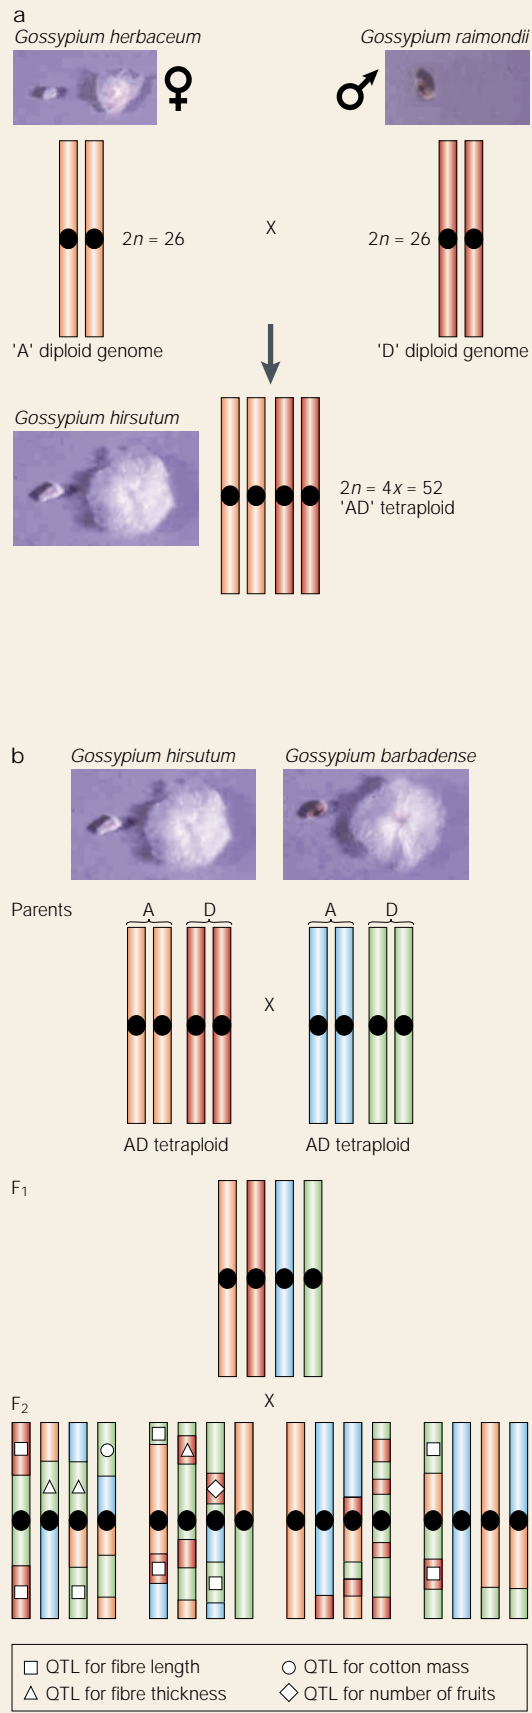 a
Gossypium herbaceum
Gossypium raimondii
♀
♂
2n = 26
X
2n = 26
'A' diploid genome
'D' diploid genome
Gossypium hirsutum
2n = 4x = 52
'AD' tetraploid
b
Gossypium hirsutum
Gossypium barbadense
Parents
A
D
A
D
X
AD tetraploid
AD tetraploid
F1
F2
X
QTL for fibre length
QTL for cotton mass
QTL for fibre thickness
QTL for number of fruits